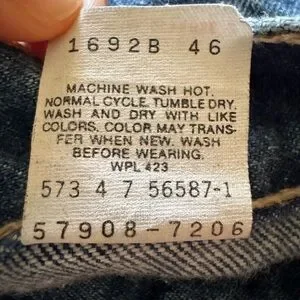 1692B 46
MACHINE WASH HOT.
NORMAL CYCLE. TUMBLE DRY.
WASH AND DRY WITH LIKE
COLORS. COLOR MAY TRANS-
FER WHEN NEW. WASH
BEFORE WEARING.
WPL 423
573 4 7 56587-1
57908-7206